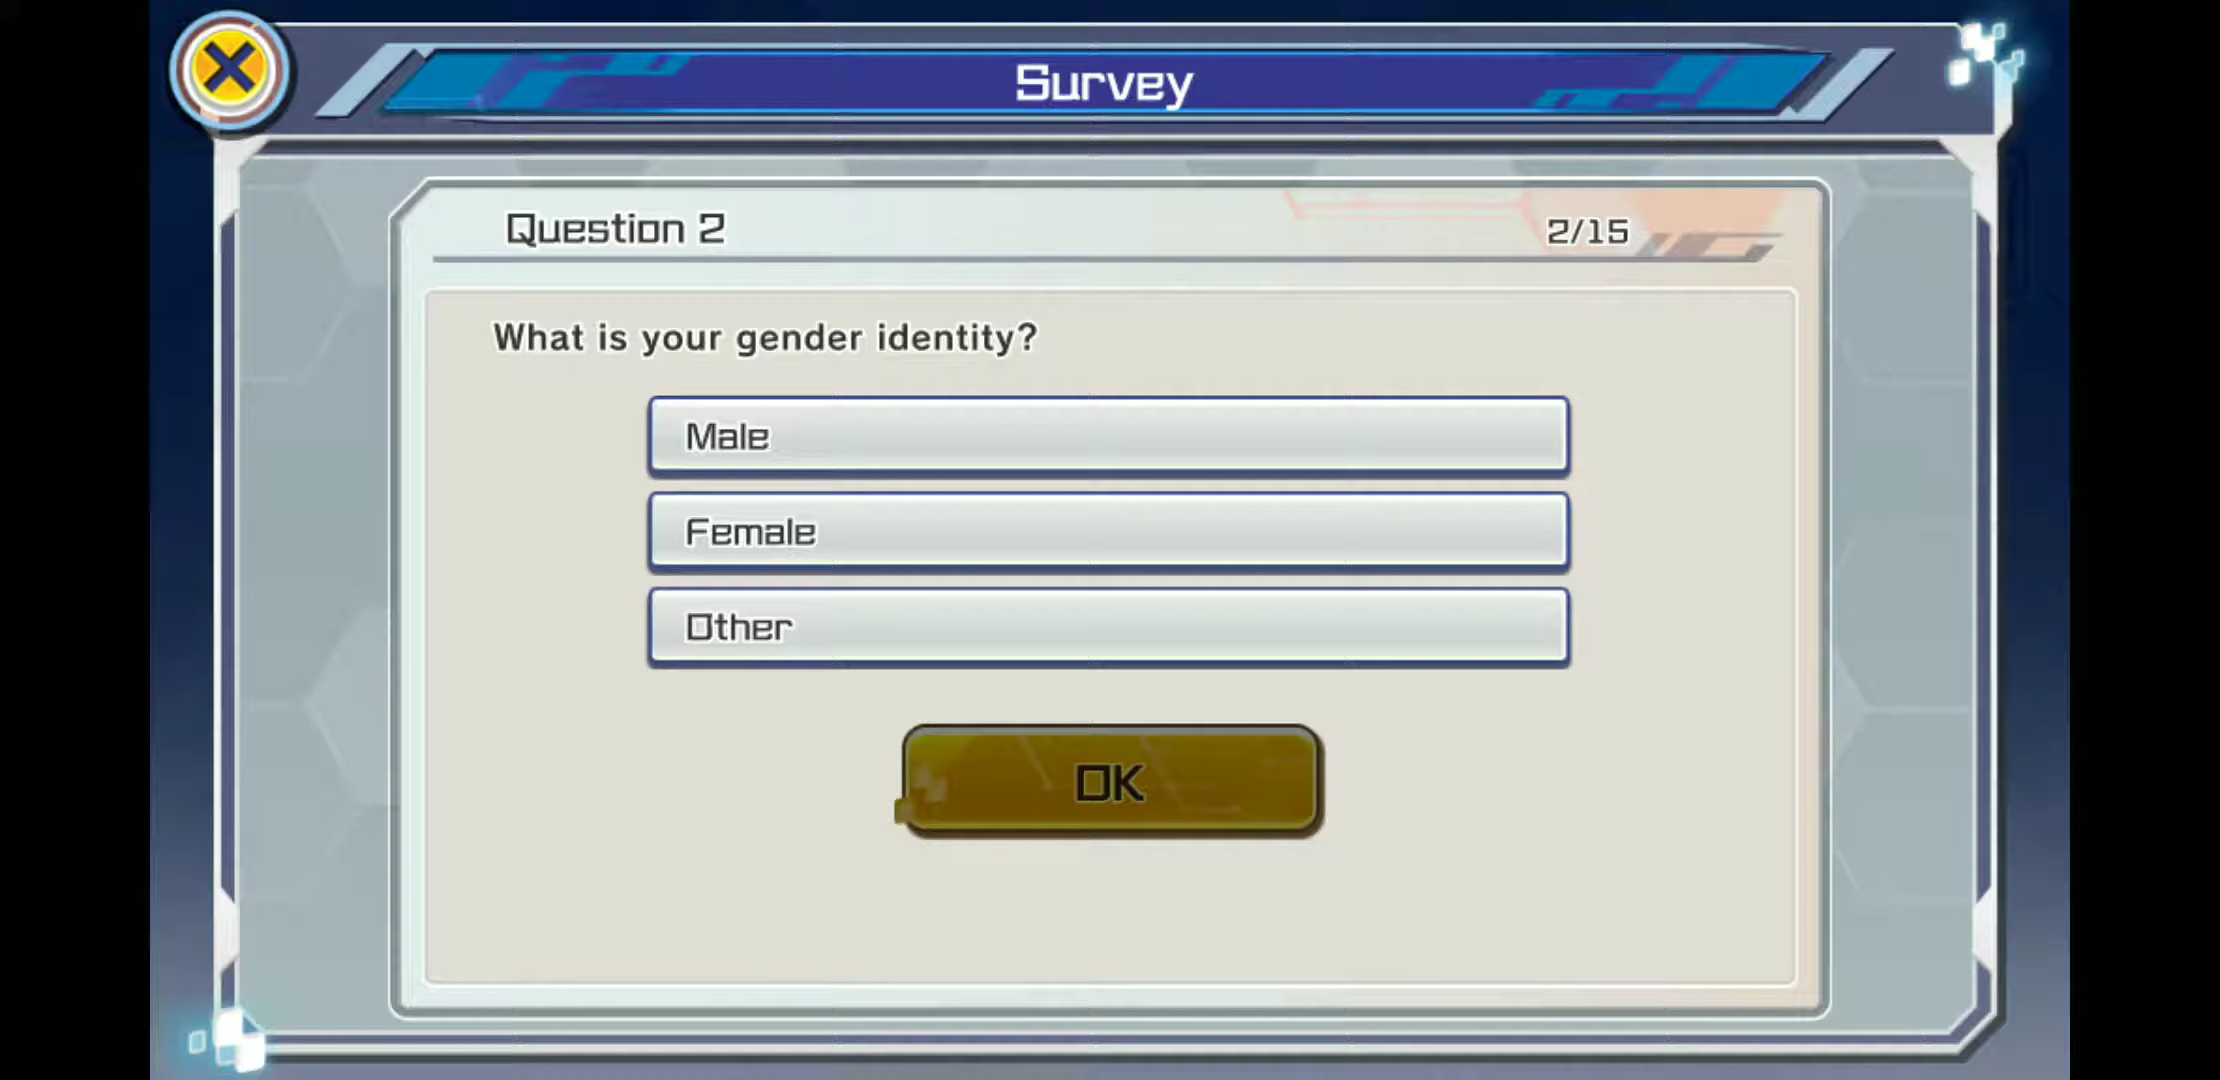 Survey
Question 2
2/15
What is your gender identity?
Male
Female
Other
OK